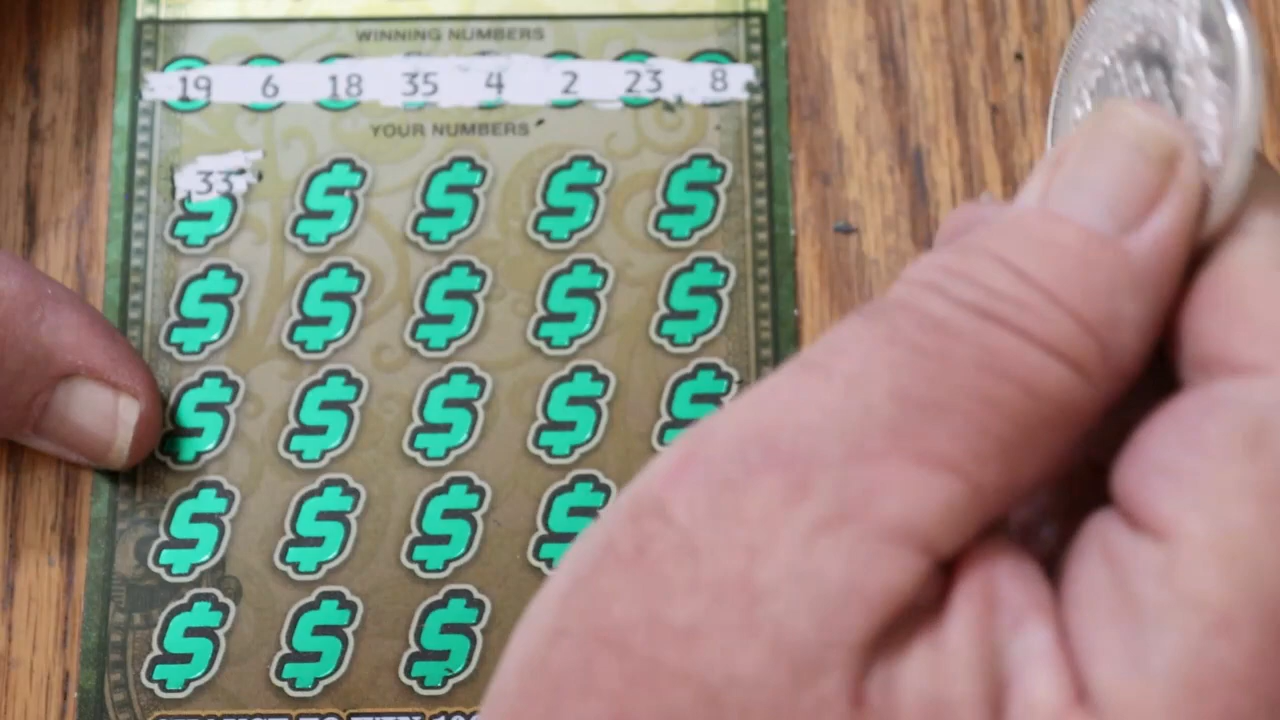 WINNING NUMBERS
19 6 18 35 4 2 23 8
YOUR NUMBERS
33
$ $ $ $ $
$ $ $ $ $
$ $ $ $ $
$ $ $ $
$ $ $